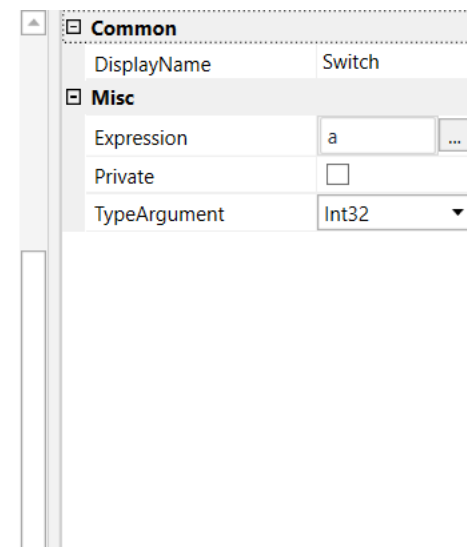 Common
DisplayName Switch
Misc
Expression a ...
Private
TypeArgument Int32